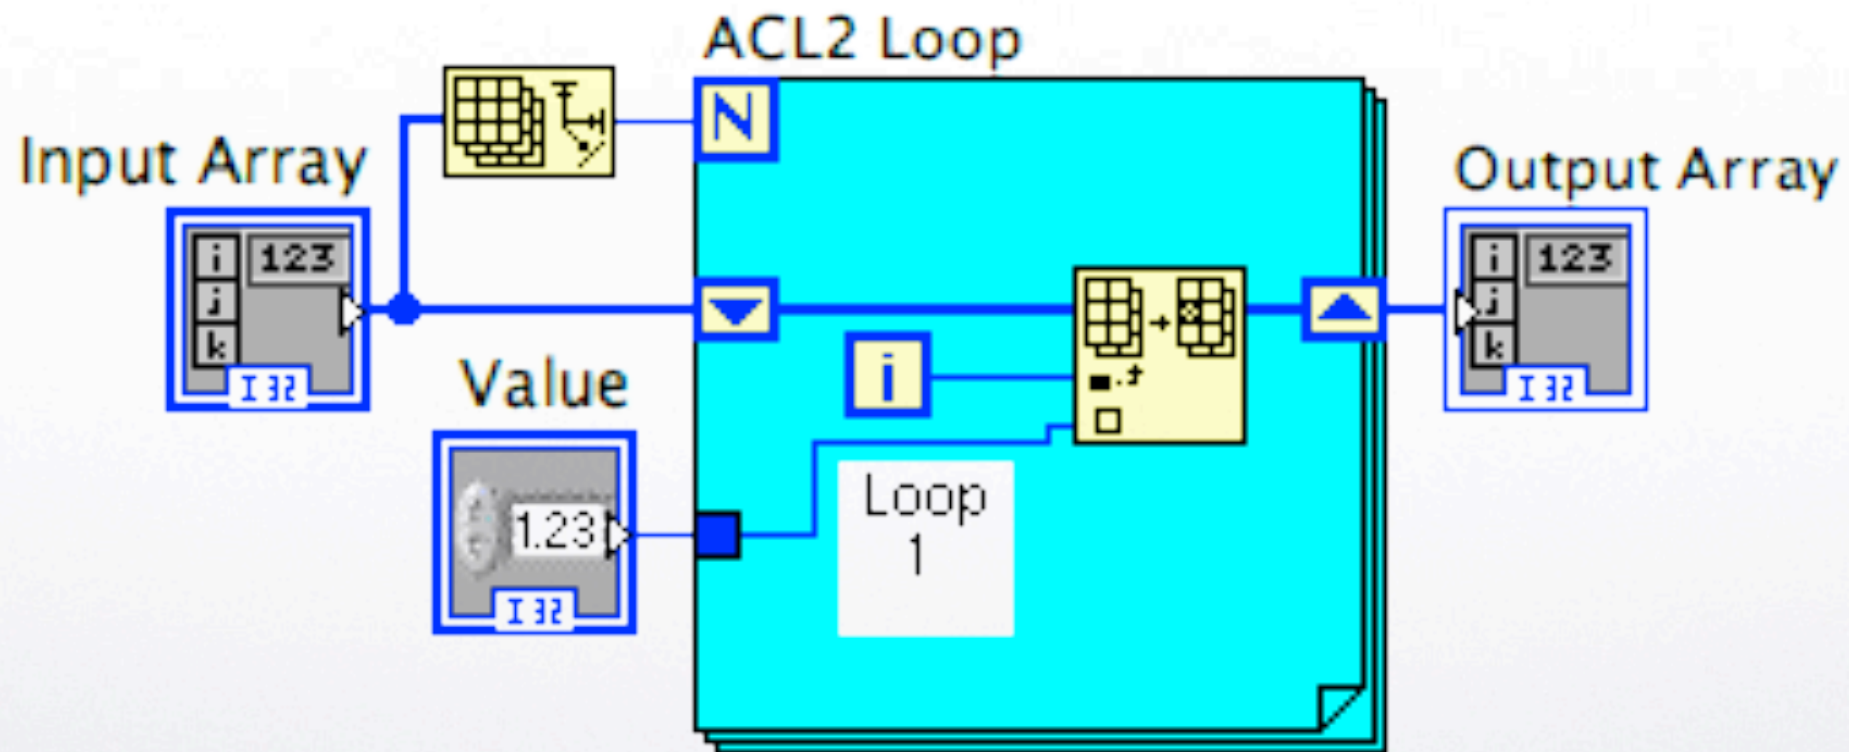 ACL2 Loop
N
Input Array
Output Array
i 123
j
k
I32
i 123
j
k
I32
Value
i
1.23
I32
Loop
1